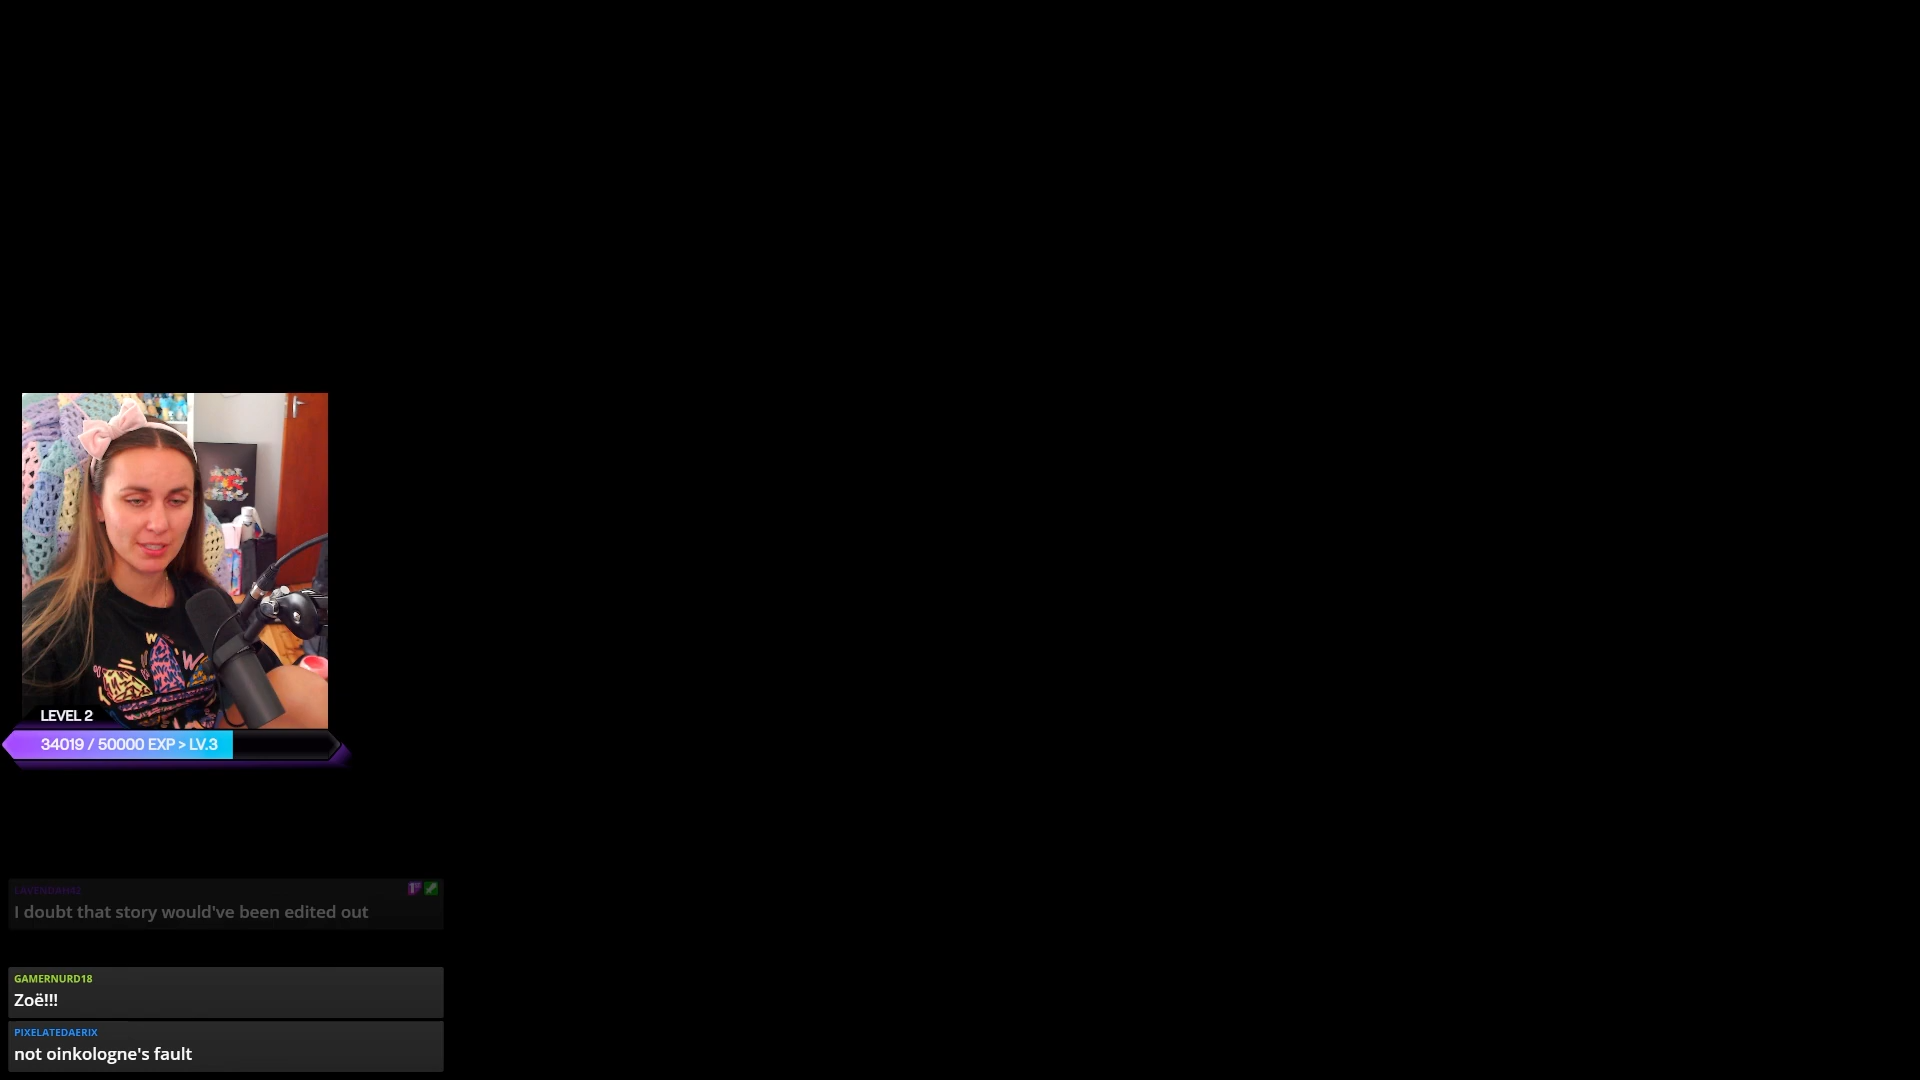 LEVEL 2
34019 / 50000 EXP > LV.3
LAVENDAH42
I doubt that story would've been edited out
GAMERNURD18
Zoë!!!
PIXELATEDAERIX
not oinkologne's fault